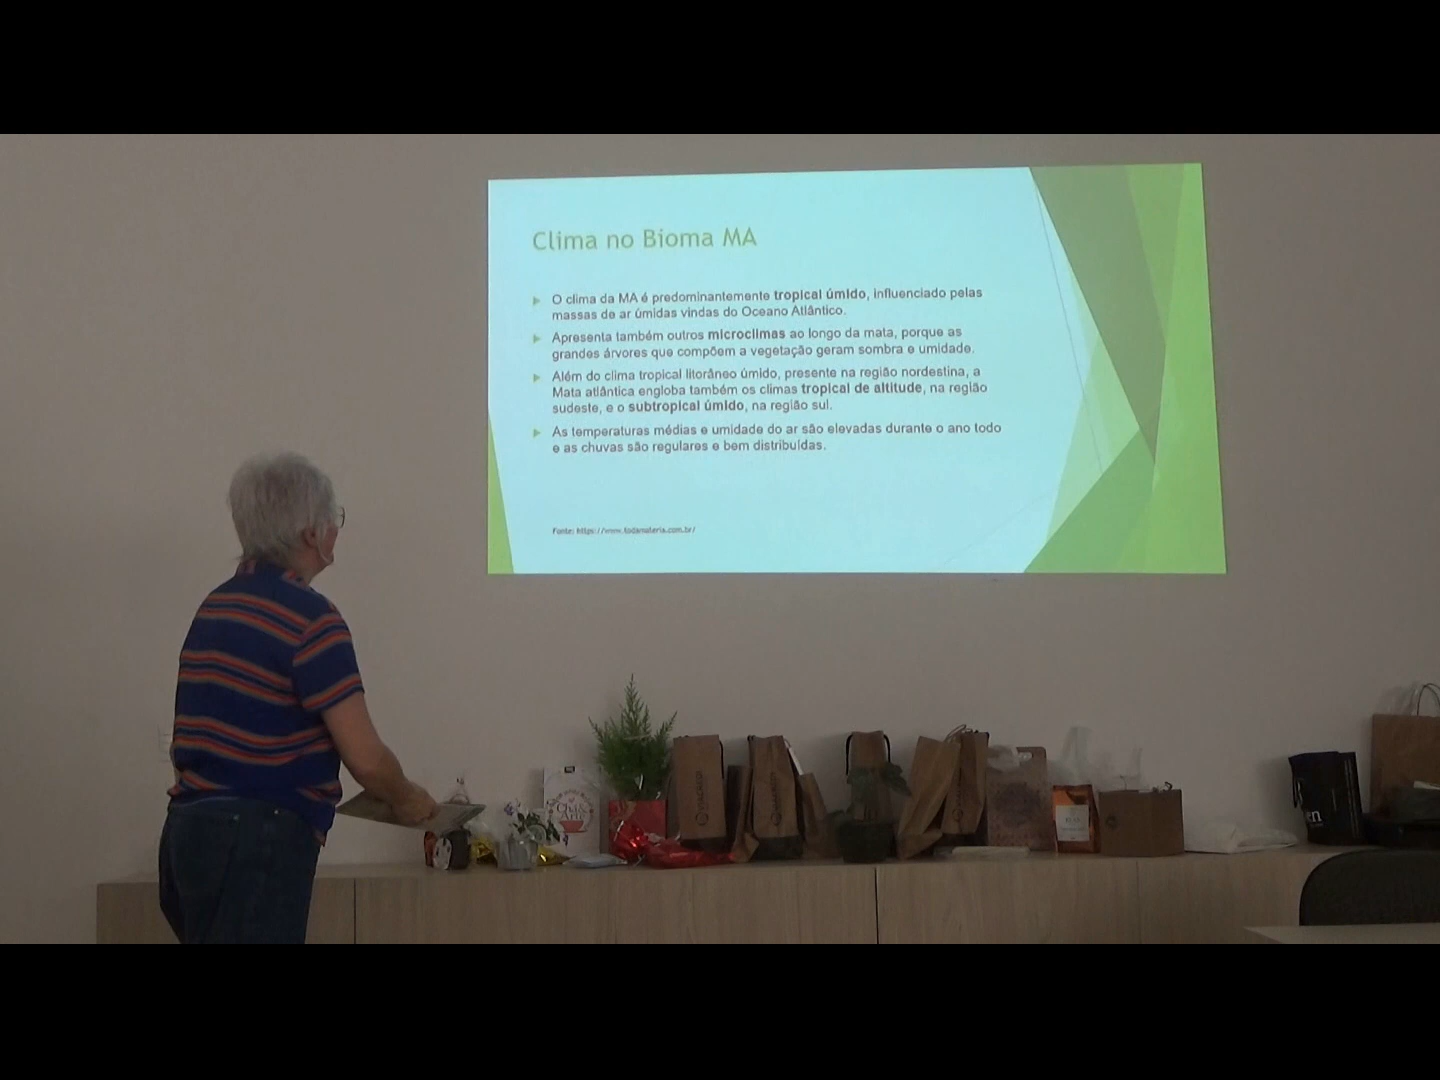 Clima no Bioma MA
O clima da MA é predominantemente tropical úmido, influenciado pelas
massas de ar úmidas vindas do Oceano Atlântico.
Apresenta também outros microclimas ao longo da mata, porque as
grandes árvores que compõem a vegetação geram sombra e umidade.
Além do clima tropical litorâneo úmido, presente na região nordestina, a
Mata atlântica engloba também os climas tropical de altitude, na região
sudeste, e o subtropical úmido, na região sul.
As temperaturas médias e umidade do ar são elevadas durante o ano todo
e as chuvas são regulares e bem distribuídas.
Fonte: https://www.todamateria.com.br/
Chá &
Arte